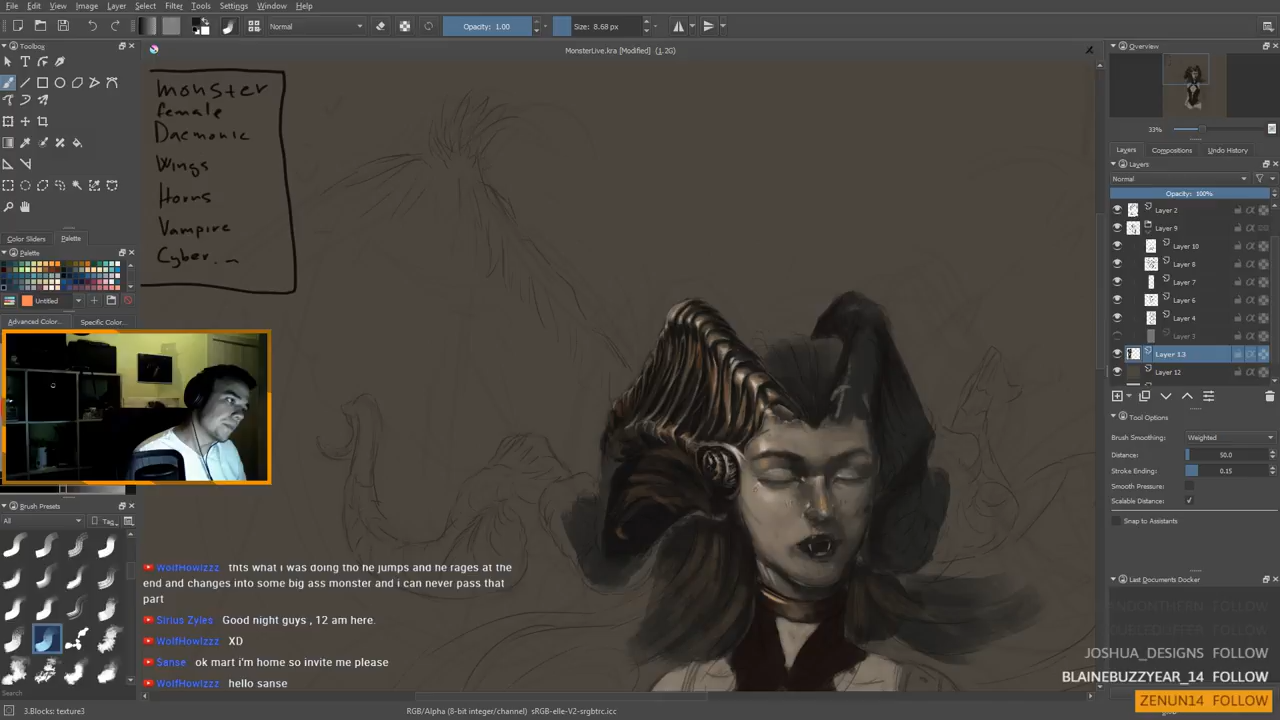 File Edit View Image Layer Select Filter Tools Settings Window Help
Normal
Opacity: 1.00
Size: 8.68 px
MonsterLive.kra [Modified] (1.2G)
Toolbox
Color Sliders
Palette
Palette
Untitled
Advanced Color...
Specific Color...
Brush Presets
All
Tag
Search
3.Blocks: texture3
RGB/Alpha (8-bit integer/channel) sRGB-elle-V2-srgbtrc.icc
monster
female
Daemonic
Wings
Horns
Vampire
Cyber..
WolfHowlzzz thts what i was doing tho he jumps and he rages at the
end and changes into some big ass monster and i can never pass that
part
Sirius Zyles Good night guys , 12 am here.
WolfHowlzzz XD
Sanse ok mart i'm home so invite me please
WolfHowlzzz hello sanse
Overview
33%
Layers
Compositions
Undo History
Layers
Normal
Opacity: 100%
Layer 2
Layer 9
Layer 10
Layer 8
Layer 7
Layer 6
Layer 4
Layer 3
Layer 13
Layer 12
Tool Options
Brush Smoothing: Weighted
Distance: 50.0
Stroke Ending: 0.15
Smooth Pressure:
Scalable Distance:
Snap to Assistants
Last Documents Docker
FOLLOW
FOLLOW
JOSHUA_DESIGNS FOLLOW
BLAINEBUZZYEAR_14 FOLLOW
ZENUN14 FOLLOW